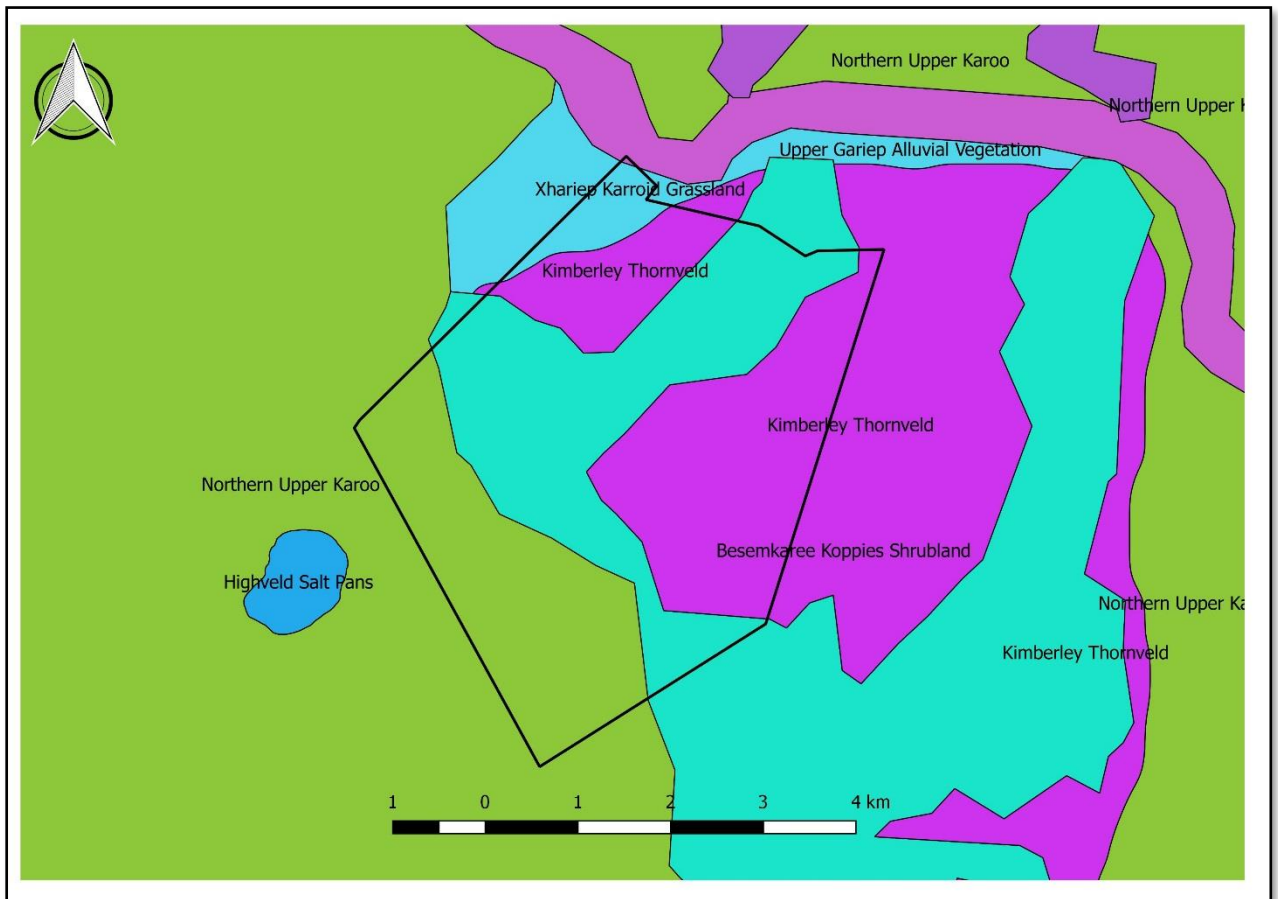 Northern Upper Karoo
Northern Upper K
Upper Gariep Alluvial Vegetation
Xhariep Karroid Grassland
Kimberley Thornveld
Kimberley Thornveld
Northern Upper Karoo
Besemkaree Koppies Shrubland
Highveld Salt Pans
Northern Upper Ka
Kimberley Thornveld
1 0 1 2 3 4 km